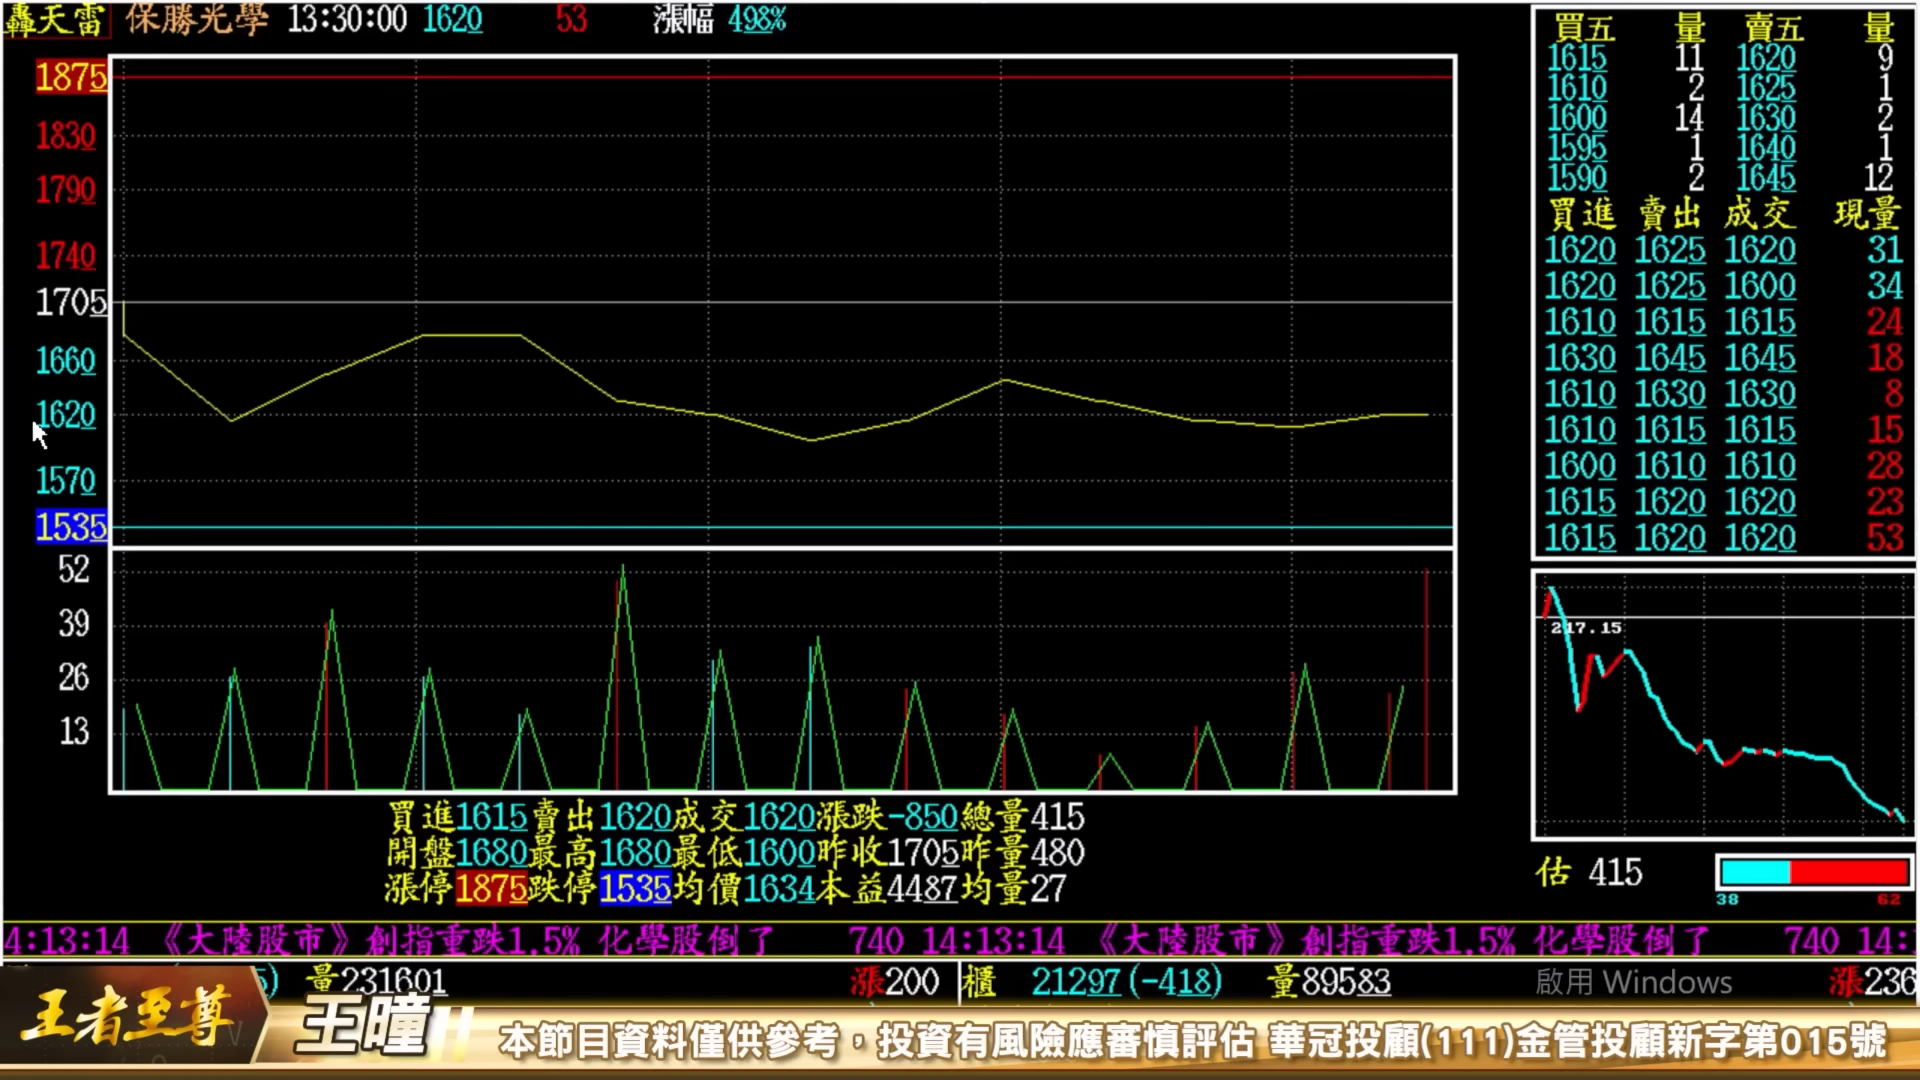 轟天雷 保勝光學 13:30:00 1620 53 漲幅 498%
1875
1830
1790
1740
1705
1660
1620
1570
1535
52
39
26
13
買五 量 賣五 量
1615 11 1620 9
1610 2 1625 1
1600 14 1630 2
1595 1 1640 1
1590 2 1645 12
買進 賣出 成交 現量
1620 1625 1620 31
1620 1625 1600 34
1610 1615 1615 24
1630 1645 1645 18
1610 1630 1630 8
1610 1615 1615 15
1600 1610 1610 28
1615 1620 1620 23
1615 1620 1620 53
217.15
估 415
38 62
買進1615賣出1620成交1620漲跌-850總量415
開盤1680最高1680最低1600昨收1705昨量480
漲停1875跌停1535均價1634本益4487均量27
4:13:14 《大陸股市》創指重跌1.5% 化學股倒了 740 14:13:14 《大陸股市》創指重跌1.5% 化學股倒了 740 14:
量231601 漲200 櫃 21297(-418) 量89583 漲236
啟用 Windows
王者至尊 王曈
本節目資料僅供參考，投資有風險應審慎評估 華冠投顧(111)金管投顧新字第015號